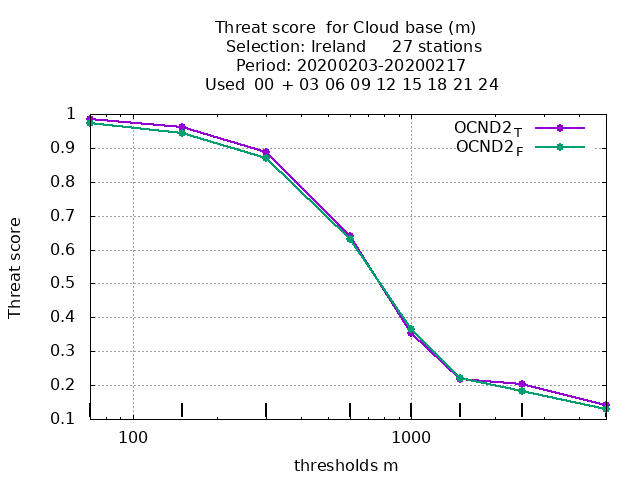 Threat score  for Cloud base (m)
Selection: Ireland     27 stations
Period: 20200203-20200217
Used 00 + 03 06 09 12 15 18 21 24
OCND2T
OCND2F
1
0.9
0.8
0.7
0.6
0.5
0.4
0.3
0.2
0.1
Threat score
100
1000
thresholds m